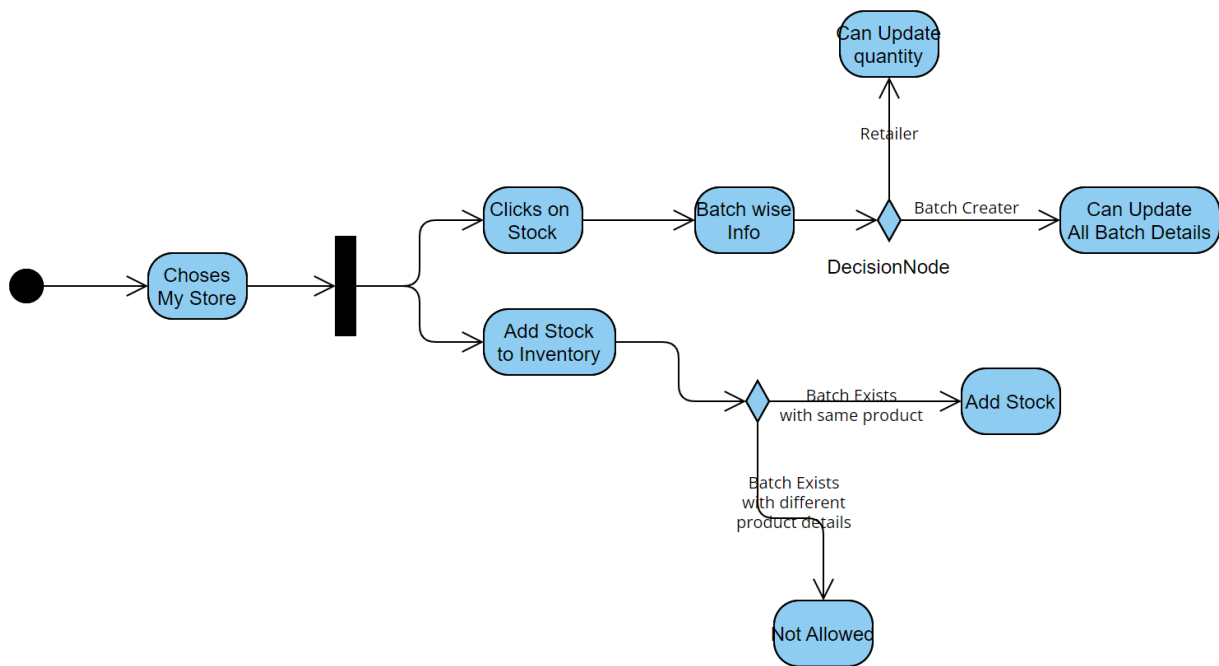 Can Update
quantity
Retailer
Clicks on
Stock
Batch wise
Info
Batch Creater
Can Update
All Batch Details
DecisionNode
Choses
My Store
Add Stock
to Inventory
Batch Exists
with same product
Add Stock
Batch Exists
with different
product details
Not Allowed